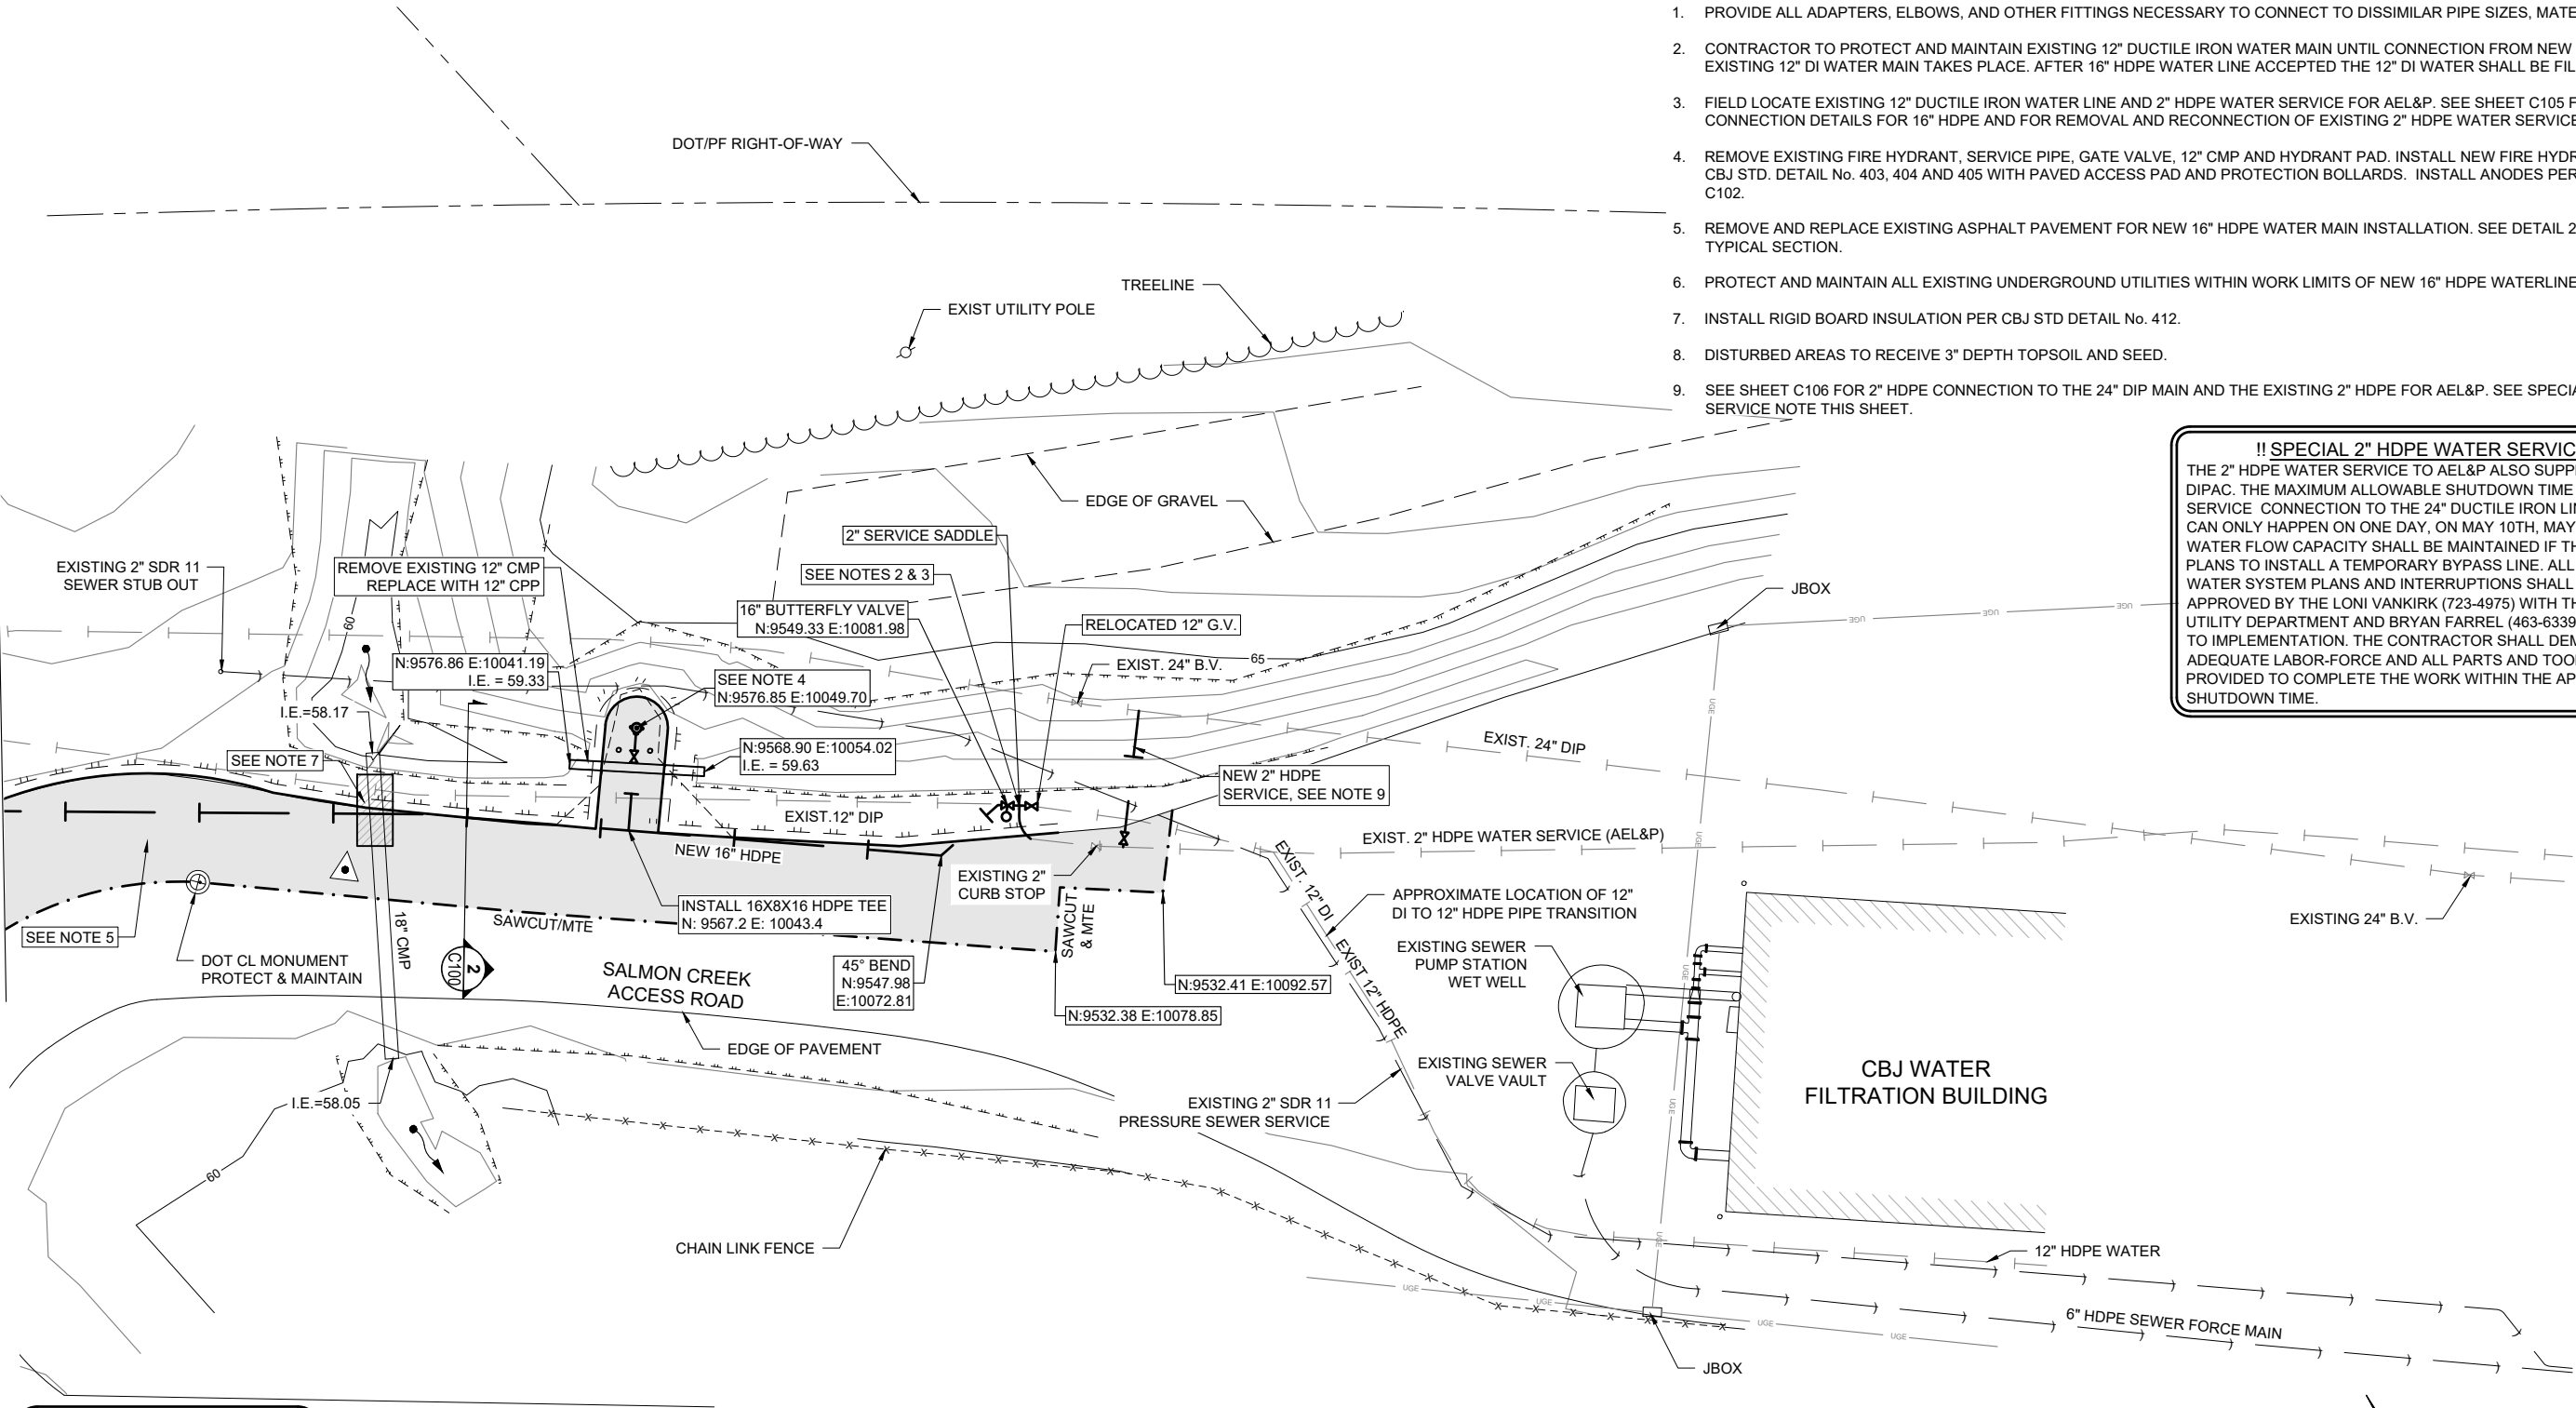 1. PROVIDE ALL ADAPTERS, ELBOWS, AND OTHER FITTINGS NECESSARY TO CONNECT TO DISSIMILAR PIPE SIZES, MATE
2. CONTRACTOR TO PROTECT AND MAINTAIN EXISTING 12" DUCTILE IRON WATER MAIN UNTIL CONNECTION FROM NEW
EXISTING 12" DI WATER MAIN TAKES PLACE. AFTER 16" HDPE WATER LINE ACCEPTED THE 12" DI WATER SHALL BE FIL
3. FIELD LOCATE EXISTING 12" DUCTILE IRON WATER LINE AND 2" HDPE WATER SERVICE FOR AEL&P. SEE SHEET C105 F
CONNECTION DETAILS FOR 16" HDPE AND FOR REMOVAL AND RECONNECTION OF EXISTING 2" HDPE WATER SERVICE
4. REMOVE EXISTING FIRE HYDRANT, SERVICE PIPE, GATE VALVE, 12" CMP AND HYDRANT PAD. INSTALL NEW FIRE HYDR
CBJ STD. DETAIL No. 403, 404 AND 405 WITH PAVED ACCESS PAD AND PROTECTION BOLLARDS. INSTALL ANODES PER
C102.
5. REMOVE AND REPLACE EXISTING ASPHALT PAVEMENT FOR NEW 16" HDPE WATER MAIN INSTALLATION. SEE DETAIL 2
TYPICAL SECTION.
6. PROTECT AND MAINTAIN ALL EXISTING UNDERGROUND UTILITIES WITHIN WORK LIMITS OF NEW 16" HDPE WATERLINE
7. INSTALL RIGID BOARD INSULATION PER CBJ STD DETAIL No. 412.
8. DISTURBED AREAS TO RECEIVE 3" DEPTH TOPSOIL AND SEED.
9. SEE SHEET C106 FOR 2" HDPE CONNECTION TO THE 24" DIP MAIN AND THE EXISTING 2" HDPE FOR AEL&P. SEE SPECIA
SERVICE NOTE THIS SHEET.
!! SPECIAL 2" HDPE WATER SERVIC
THE 2" HDPE WATER SERVICE TO AEL&P ALSO SUPP
DIPAC. THE MAXIMUM ALLOWABLE SHUTDOWN TIME
SERVICE CONNECTION TO THE 24" DUCTILE IRON LI
CAN ONLY HAPPEN ON ONE DAY, ON MAY 10TH, MAY
WATER FLOW CAPACITY SHALL BE MAINTAINED IF TH
PLANS TO INSTALL A TEMPORARY BYPASS LINE. ALL
WATER SYSTEM PLANS AND INTERRUPTIONS SHALL
APPROVED BY THE LONI VANKIRK (723-4975) WITH TH
UTILITY DEPARTMENT AND BRYAN FARREL (463-6339
TO IMPLEMENTATION. THE CONTRACTOR SHALL DEM
ADEQUATE LABOR-FORCE AND ALL PARTS AND TOO
PROVIDED TO COMPLETE THE WORK WITHIN THE AP
SHUTDOWN TIME.
DOT/PF RIGHT-OF-WAY
TREELINE
EXIST UTILITY POLE
EDGE OF GRAVEL
2" SERVICE SADDLE
SEE NOTES 2 & 3
16" BUTTERFLY VALVE
N:9549.33 E:10081.98
RELOCATED 12" G.V.
EXISTING 2" SDR 11
SEWER STUB OUT
REMOVE EXISTING 12" CMP
REPLACE WITH 12" CPP
60
N:9576.86 E:10041.19
I.E. = 59.33
SEE NOTE 4
N:9576.85 E:10049.70
EXIST. 24" B.V.
65
JBOX
UGE
UGE
UGE
UGE
I.E.=58.17
SEE NOTE 7
N:9568.90 E:10054.02
I.E. = 59.63
EXIST. 24" DIP
NEW 2" HDPE
SERVICE, SEE NOTE 9
EXIST.12" DIP
NEW 16" HDPE
EXIST. 2" HDPE WATER SERVICE (AEL&P)
UGE
EXISTING 2"
CURB STOP
EXIST. 12" DI
APPROXIMATE LOCATION OF 12"
DI TO 12" HDPE PIPE TRANSITION
INSTALL 16X8X16 HDPE TEE
N: 9567.2 E: 10043.4
SAWCUT/MTE
SAWCUT
& MTE
SEE NOTE 5
18" CMP
EXISTING 24" B.V.
DOT CL MONUMENT
PROTECT & MAINTAIN
2
C100
SALMON CREEK
ACCESS ROAD
45° BEND
N:9547.98
E:10072.81
EXIST 12" HDPE
EXISTING SEWER
PUMP STATION
WET WELL
UGE
N:9532.41 E:10092.57
N:9532.38 E:10078.85
EDGE OF PAVEMENT
EXISTING SEWER
VALVE VAULT
CBJ WATER
FILTRATION BUILDING
I.E.=58.05
EXISTING 2" SDR 11
PRESSURE SEWER SERVICE
UGE
60
CHAIN LINK FENCE
UGE
12" HDPE WATER
UGE
UGE
UGE
UGE
6" HDPE SEWER FORCE MAIN
JBOX